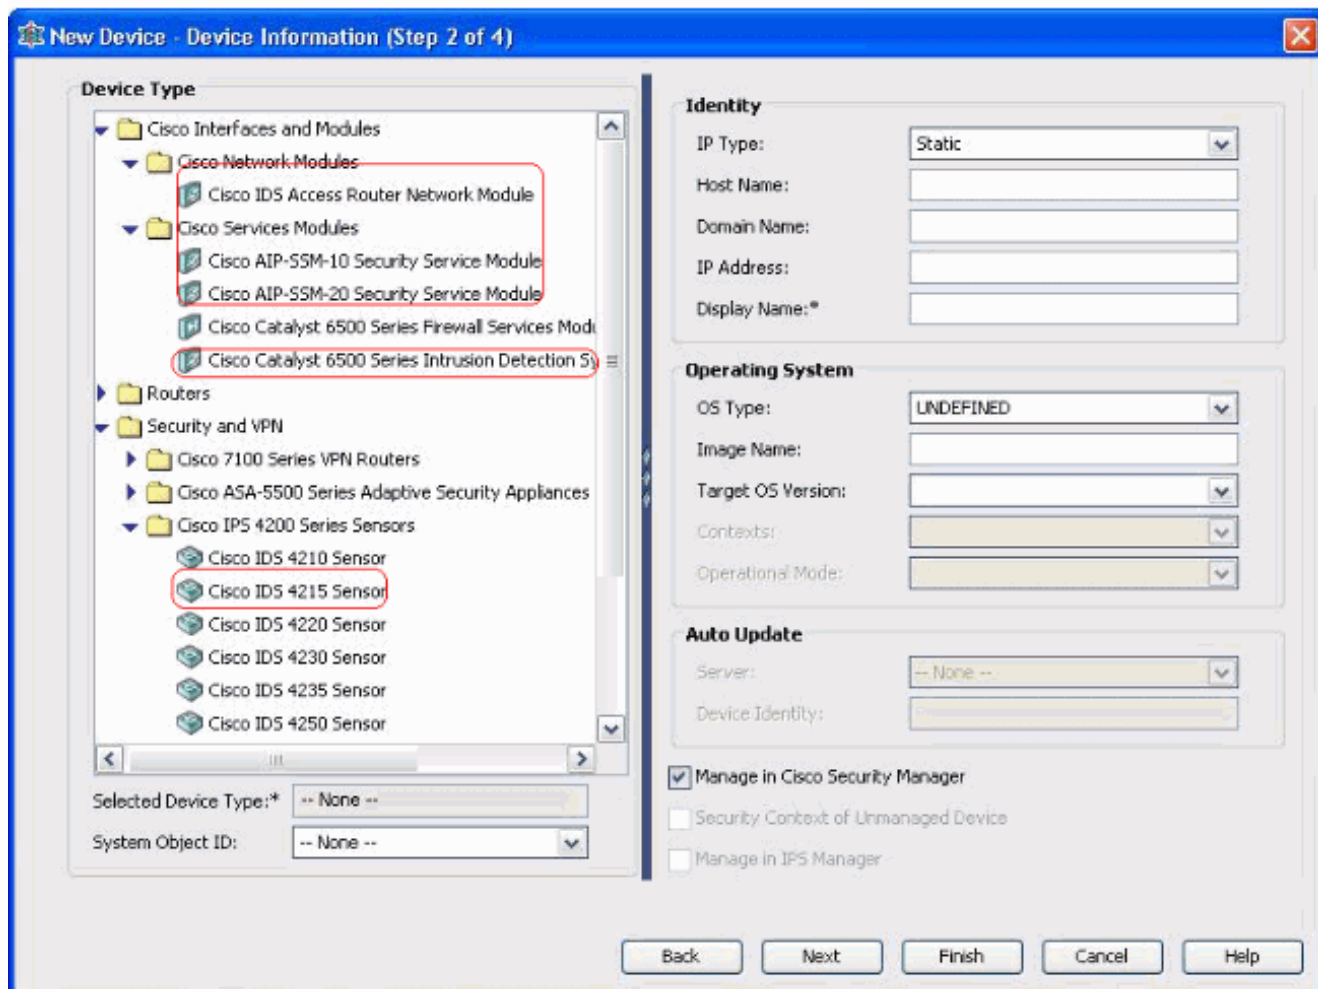 New Device - Device Information (Step 2 of 4)
Device Type
Cisco Interfaces and Modules
Cisco Network Modules
Cisco IDS Access Router Network Module
Cisco Services Modules
Cisco AIP-SSM-10 Security Service Module
Cisco AIP-SSM-20 Security Service Module
Cisco Catalyst 6500 Series Firewall Services Modu
Cisco Catalyst 6500 Series Intrusion Detection Sy
Routers
Security and VPN
Cisco 7100 Series VPN Routers
Cisco ASA-5500 Series Adaptive Security Appliances
Cisco IPS 4200 Series Sensors
Cisco IDS 4210 Sensor
Cisco IDS 4215 Sensor
Cisco IDS 4220 Sensor
Cisco IDS 4230 Sensor
Cisco IDS 4235 Sensor
Cisco IDS 4250 Sensor
Selected Device Type:* -- None --
System Object ID: -- None --
Identity
IP Type: Static
Host Name:
Domain Name:
IP Address:
Display Name:*
Operating System
OS Type: UNDEFINED
Image Name:
Target OS Version:
Contexts:
Operational Mode:
Auto Update
Server: -- None --
Device Identity:
Manage in Cisco Security Manager
Security Context of Unmanaged Device
Manage in IPS Manager
Back Next Finish Cancel Help